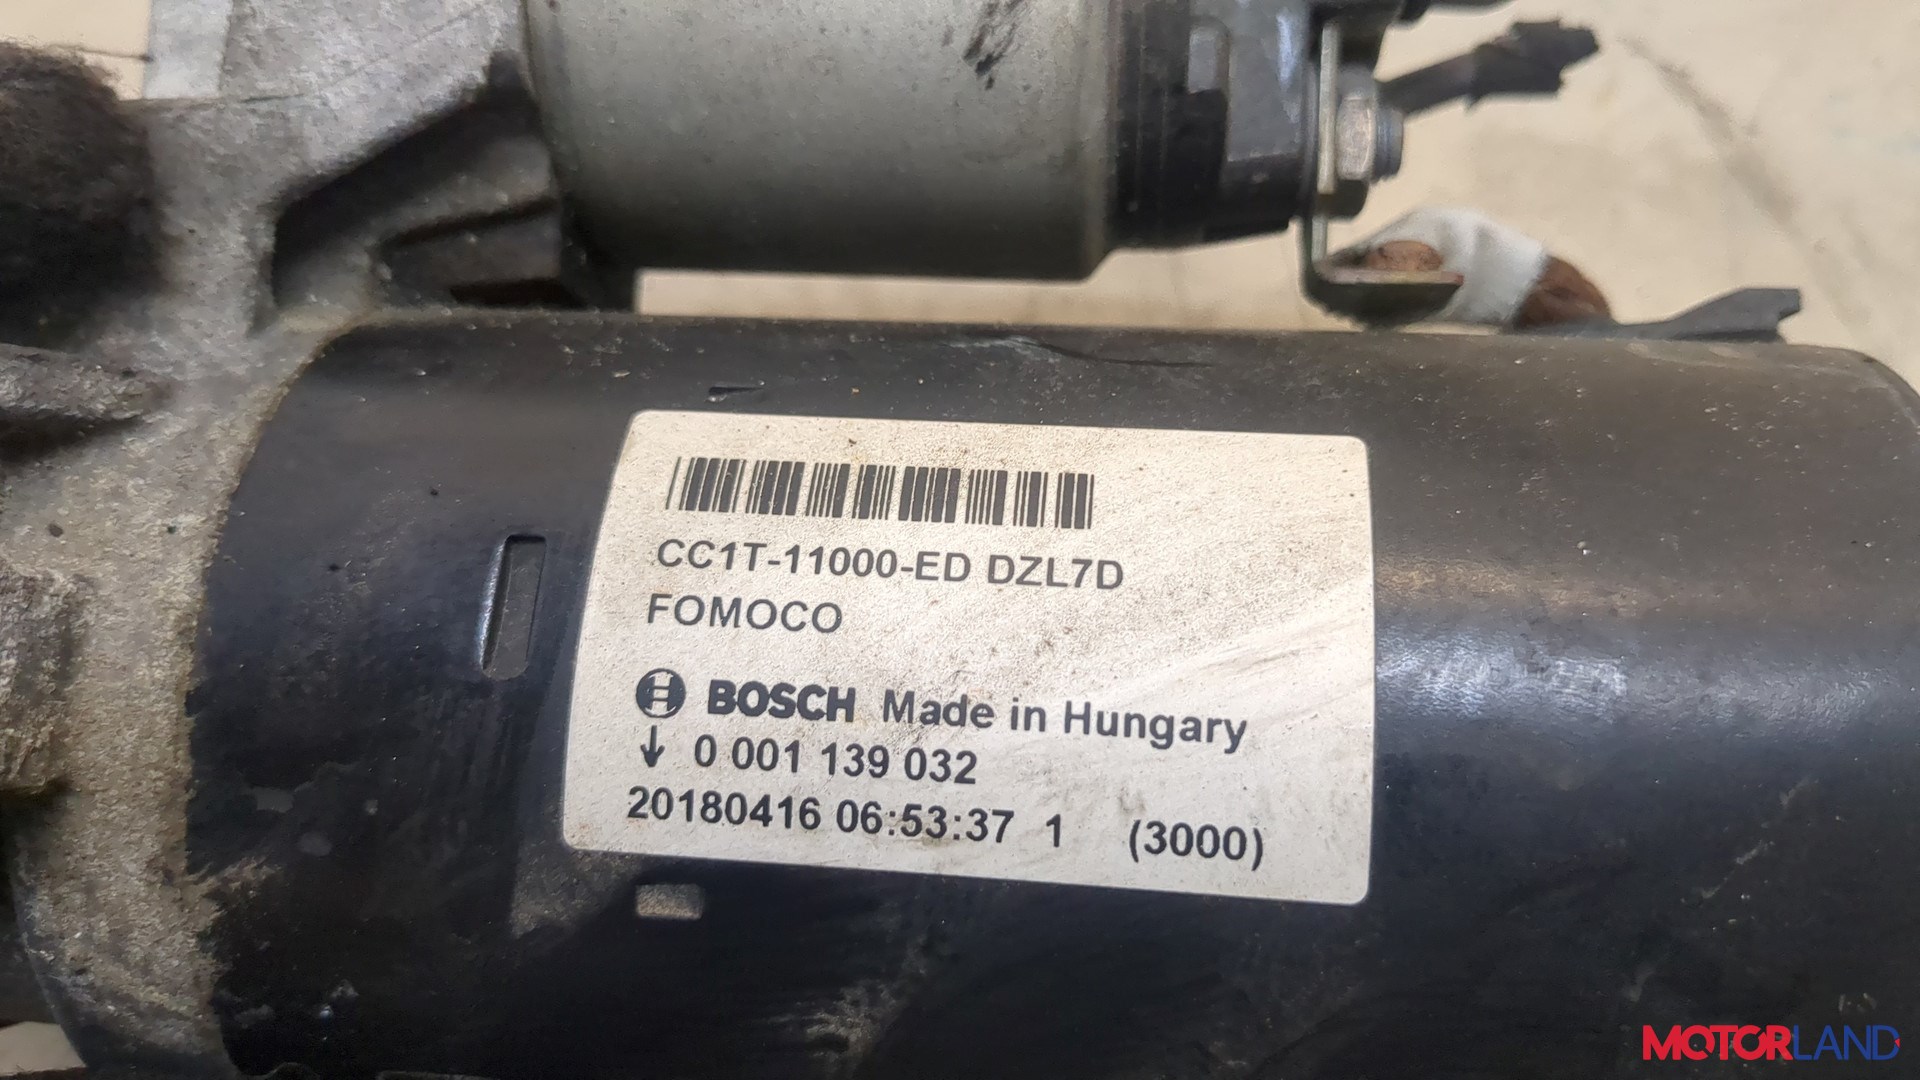 CC1T-11000-ED DZL7D
FOMOCO
BOSCH Made in Hungary
↓ 0 001 139 032
20180416 06:53:37 1 (3000)
MOTORLAND